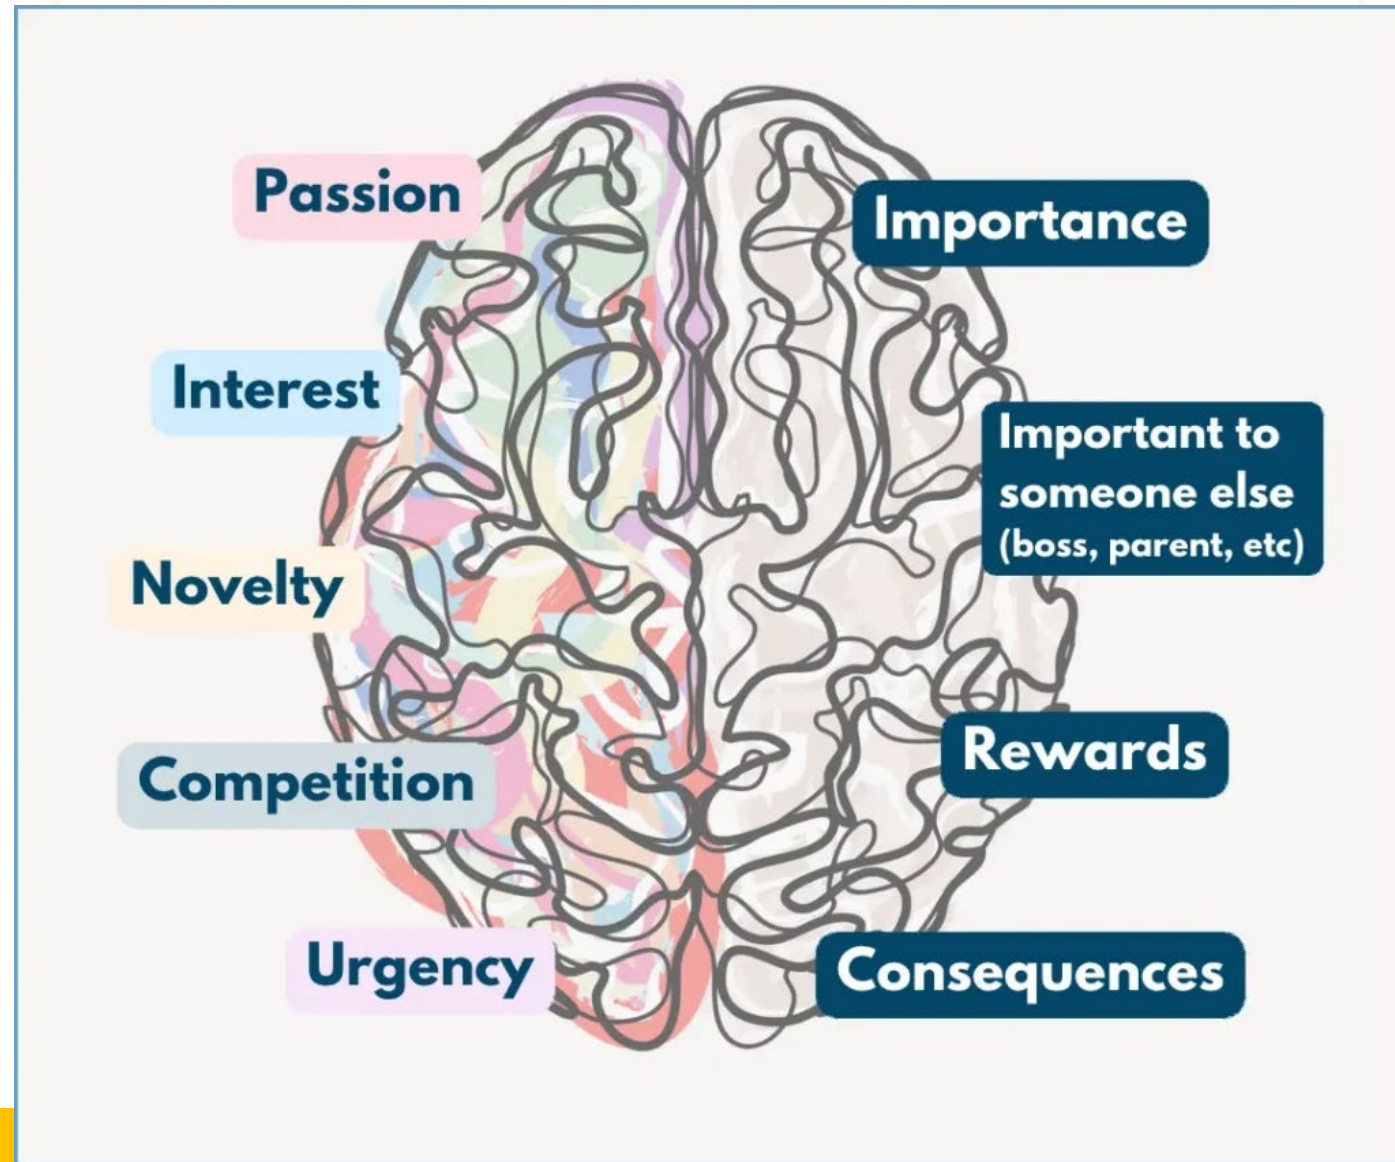 Passion
Importance
Interest
Important to
someone else
(boss, parent, etc)
Novelty
Rewards
Competition
Urgency
Consequences